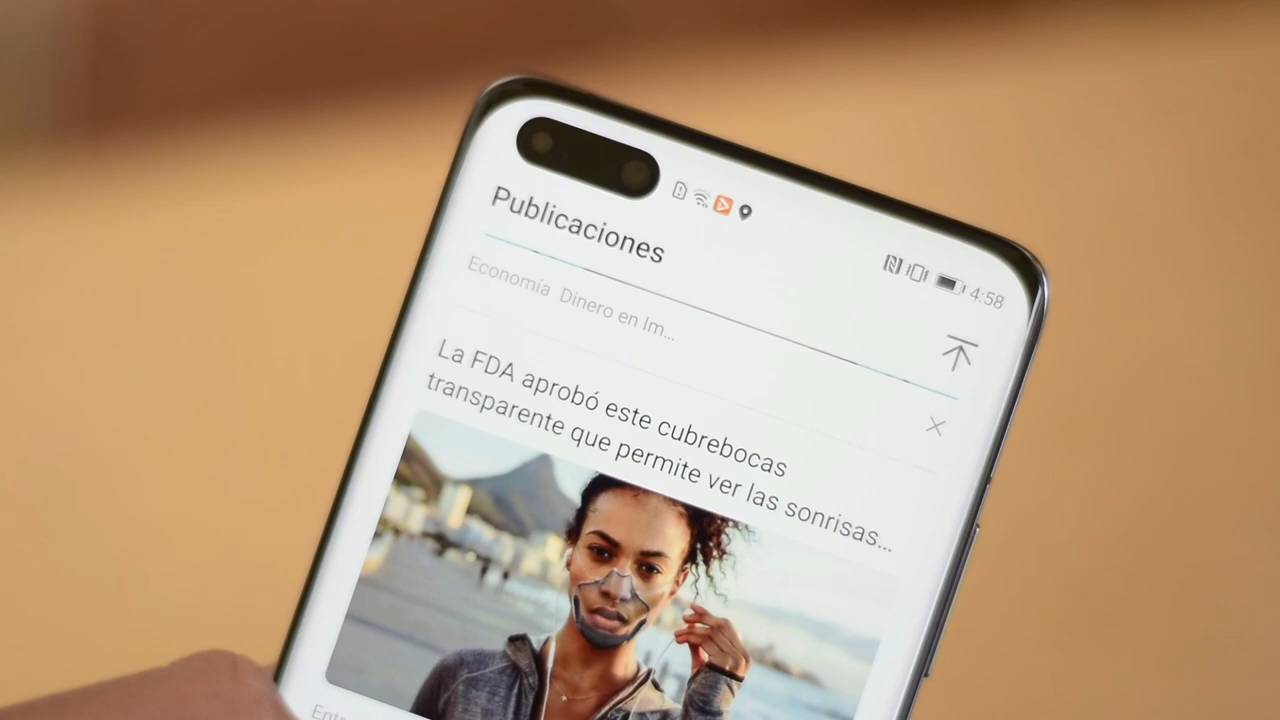 4:58
Publicaciones
Economía Dinero en Im...
La FDA aprobó este cubrebocas
transparente que permite ver las sonrisas...